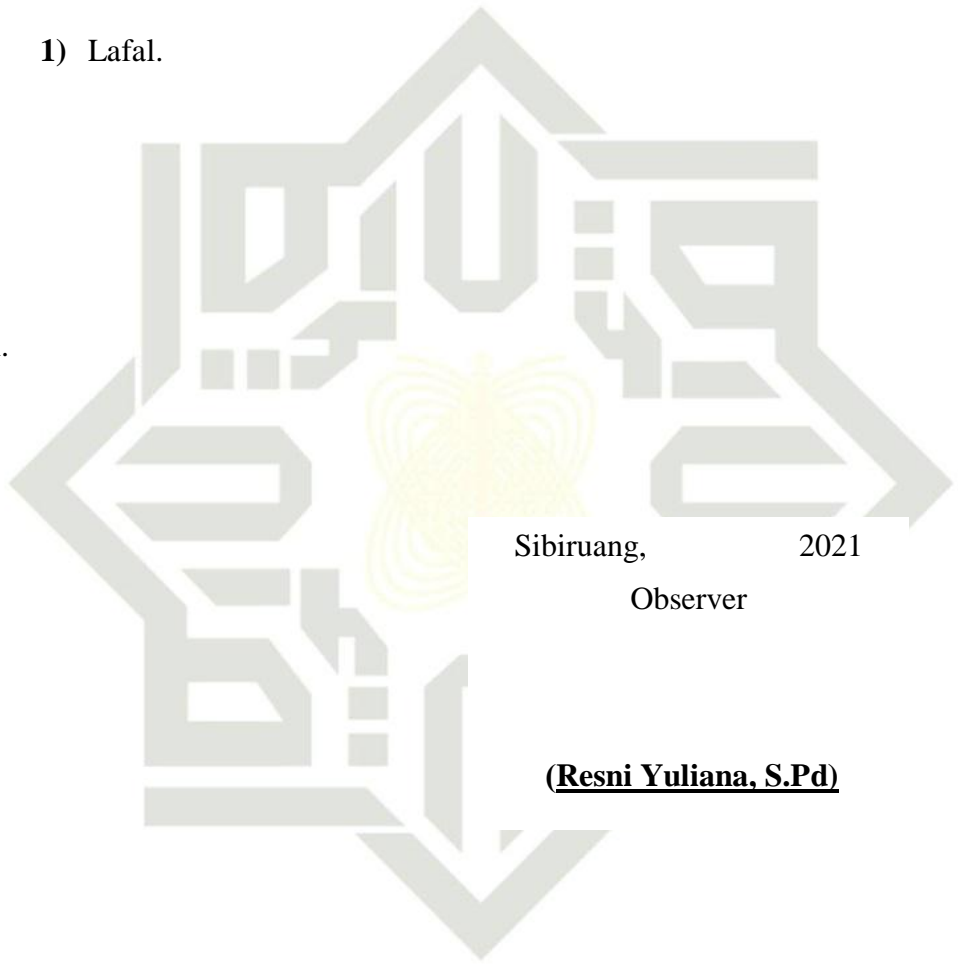 1) Lafal.
.
Sibiruang, 2021
Observer
(Resni Yuliana, S.Pd)